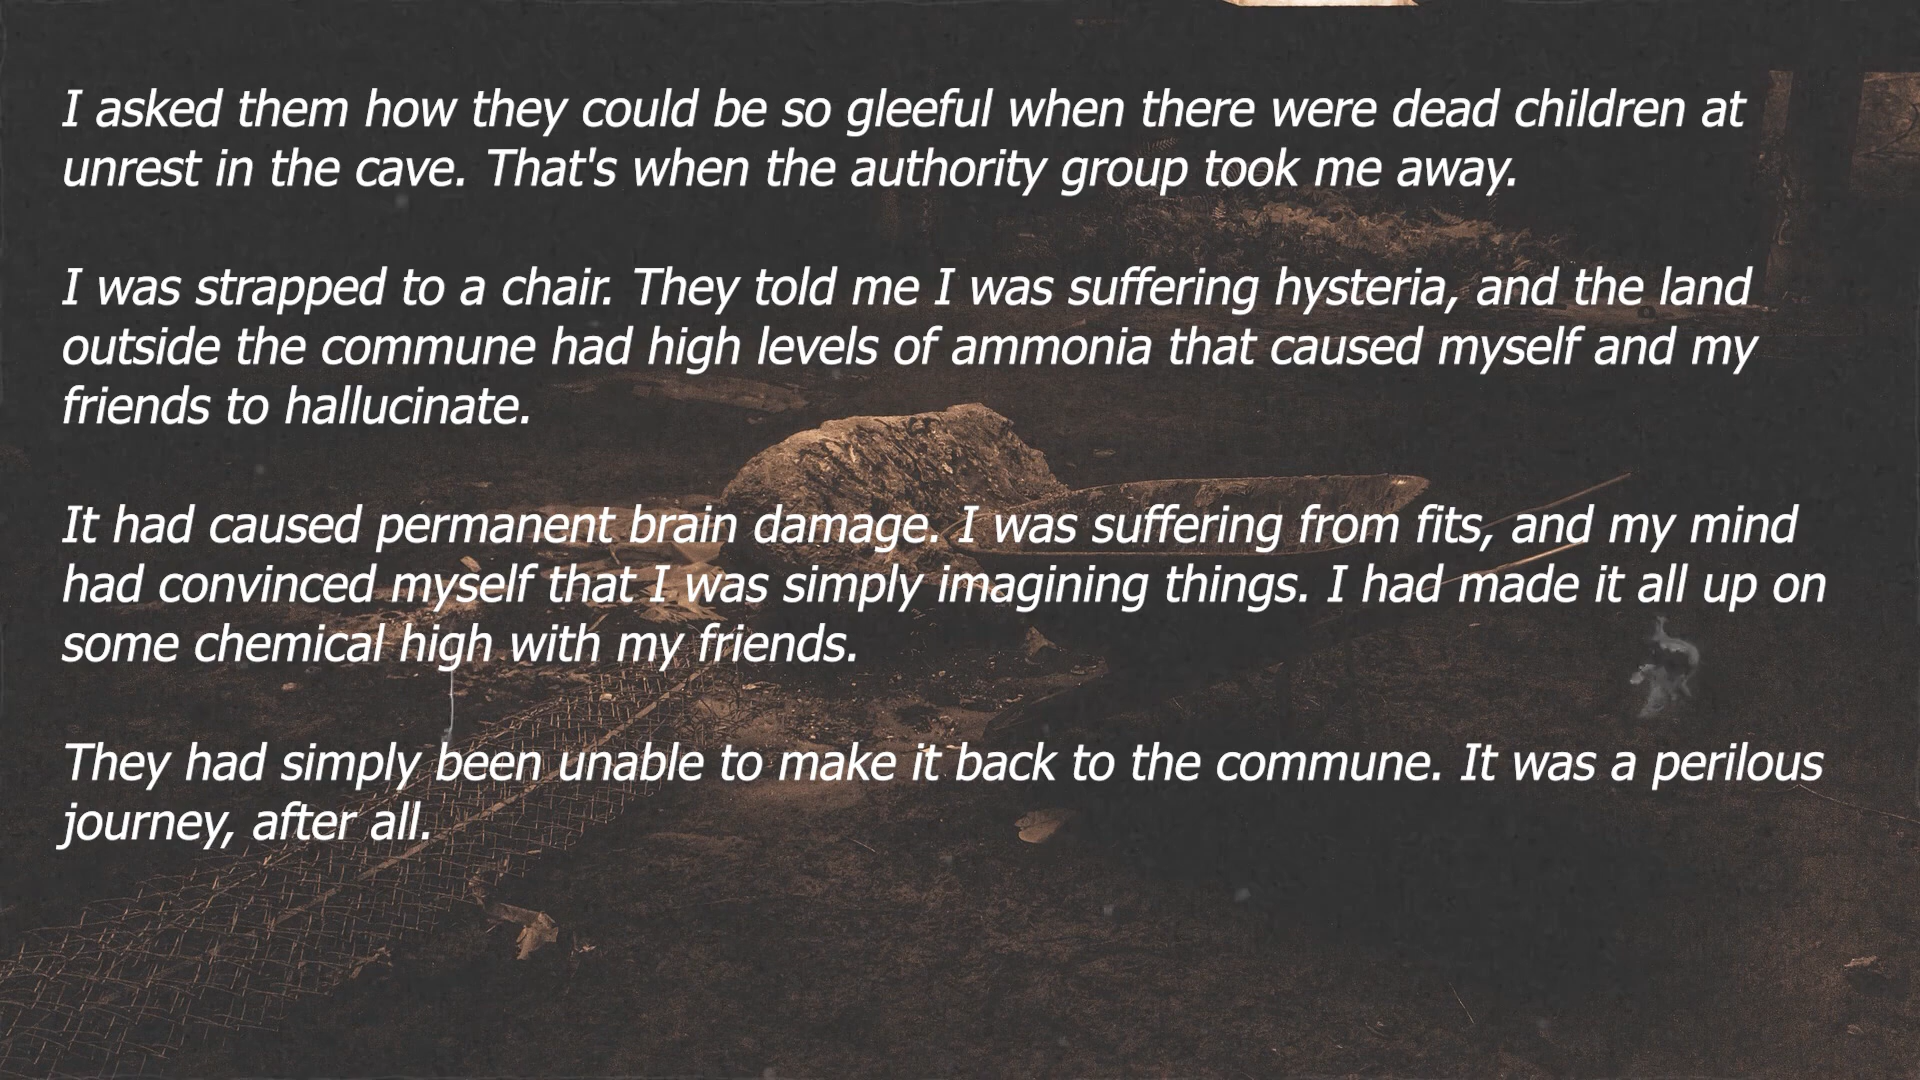 I asked them how they could be so gleeful when there were dead children at
unrest in the cave. That's when the authority group took me away.
I was strapped to a chair. They told me I was suffering hysteria, and the land
outside the commune had high levels of ammonia that caused myself and my
friends to hallucinate.
It had caused permanent brain damage. I was suffering from fits, and my mind
had convinced myself that I was simply imagining things. I had made it all up on
some chemical high with my friends.
They had simply been unable to make it back to the commune. It was a perilous
journey, after all.